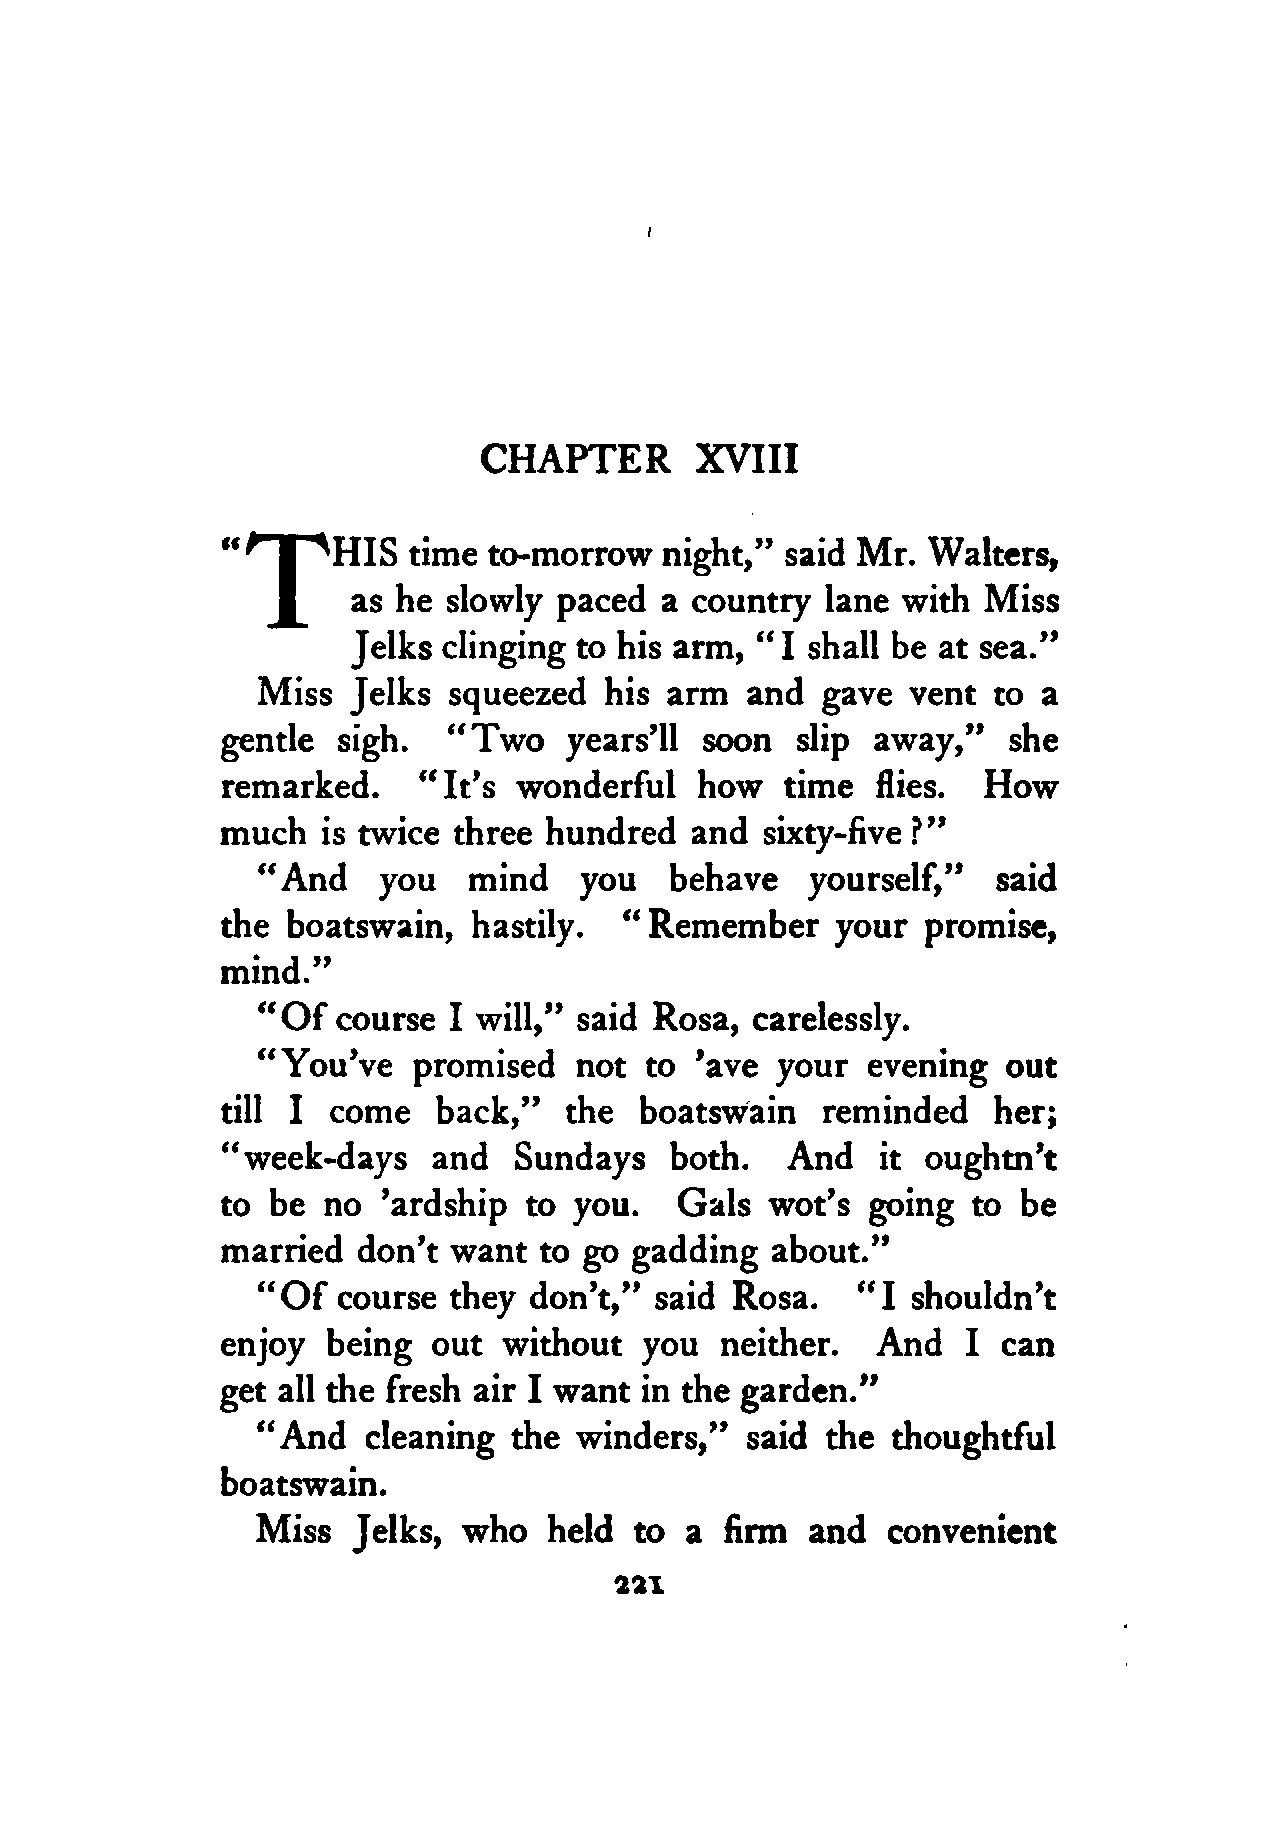 CHAPTER XVIII
“THIS time to-morrow night,” said Mr. Walters,
as he slowly paced a country lane with Miss
Jelks clinging to his arm, “I shall be at sea.”
Miss Jelks squeezed his arm and gave vent to a
gentle sigh. “Two years’ll soon slip away,” she
remarked. “It’s wonderful how time flies. How
much is twice three hundred and sixty-five?”
“And you mind you behave yourself,” said
the boatswain, hastily. “Remember your promise,
mind.”
“Of course I will,” said Rosa, carelessly.
“You’ve promised not to ’ave your evening out
till I come back,” the boatswain reminded her;
“week-days and Sundays both. And it oughtn’t
to be no ’ardship to you. Gals wot’s going to be
married don’t want to go gadding about.”
“Of course they don’t,” said Rosa. “I shouldn’t
enjoy being out without you neither. And I can
get all the fresh air I want in the garden.”
“And cleaning the winders,” said the thoughtful
boatswain.
Miss Jelks, who held to a firm and convenient
221